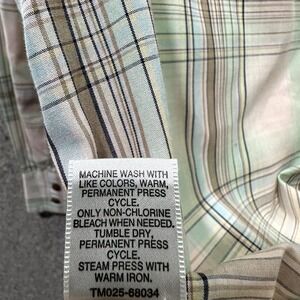 MACHINE WASH WITH
LIKE COLORS, WARM,
PERMANENT PRESS
CYCLE.
ONLY NON-CHLORINE
BLEACH WHEN NEEDED.
TUMBLE DRY,
PERMANENT PRESS
CYCLE.
STEAM PRESS WITH
WARM IRON.
TM025-68034